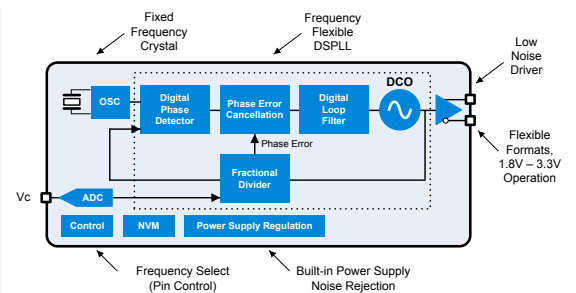 Fixed
Frequency
Crystal
Frequency
Flexible
DSPLL
Low
Noise
Driver
OSC
Digital
Phase
Detector
Phase Error
Cancellation
Digital
Loop
Filter
DCO
Phase Error
Fractional
Divider
Flexible
Formats,
1.8V – 3.3V
Operation
Vc
ADC
Control
NVM
Power Supply Regulation
Frequency Select
(Pin Control)
Built-in Power Supply
Noise Rejection